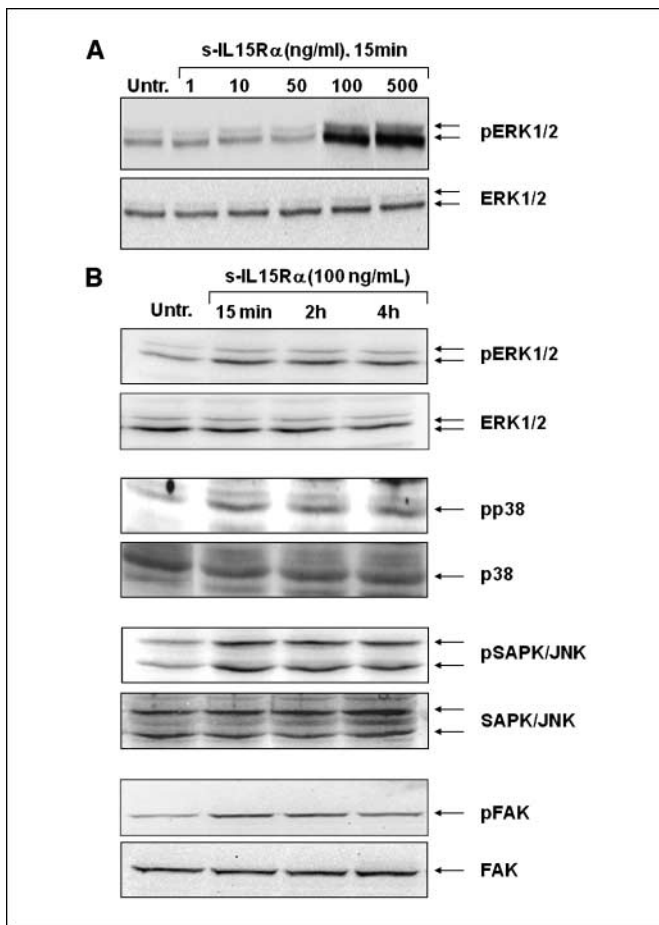 A
s-IL15Rα(ng/ml). 15min
Untr. 1 10 50 100 500
pERK1/2
ERK1/2
B
s-IL15Rα(100 ng/mL)
Untr. 15 min 2h 4h
pERK1/2
ERK1/2
pp38
p38
pSAPK/JNK
SAPK/JNK
pFAK
FAK